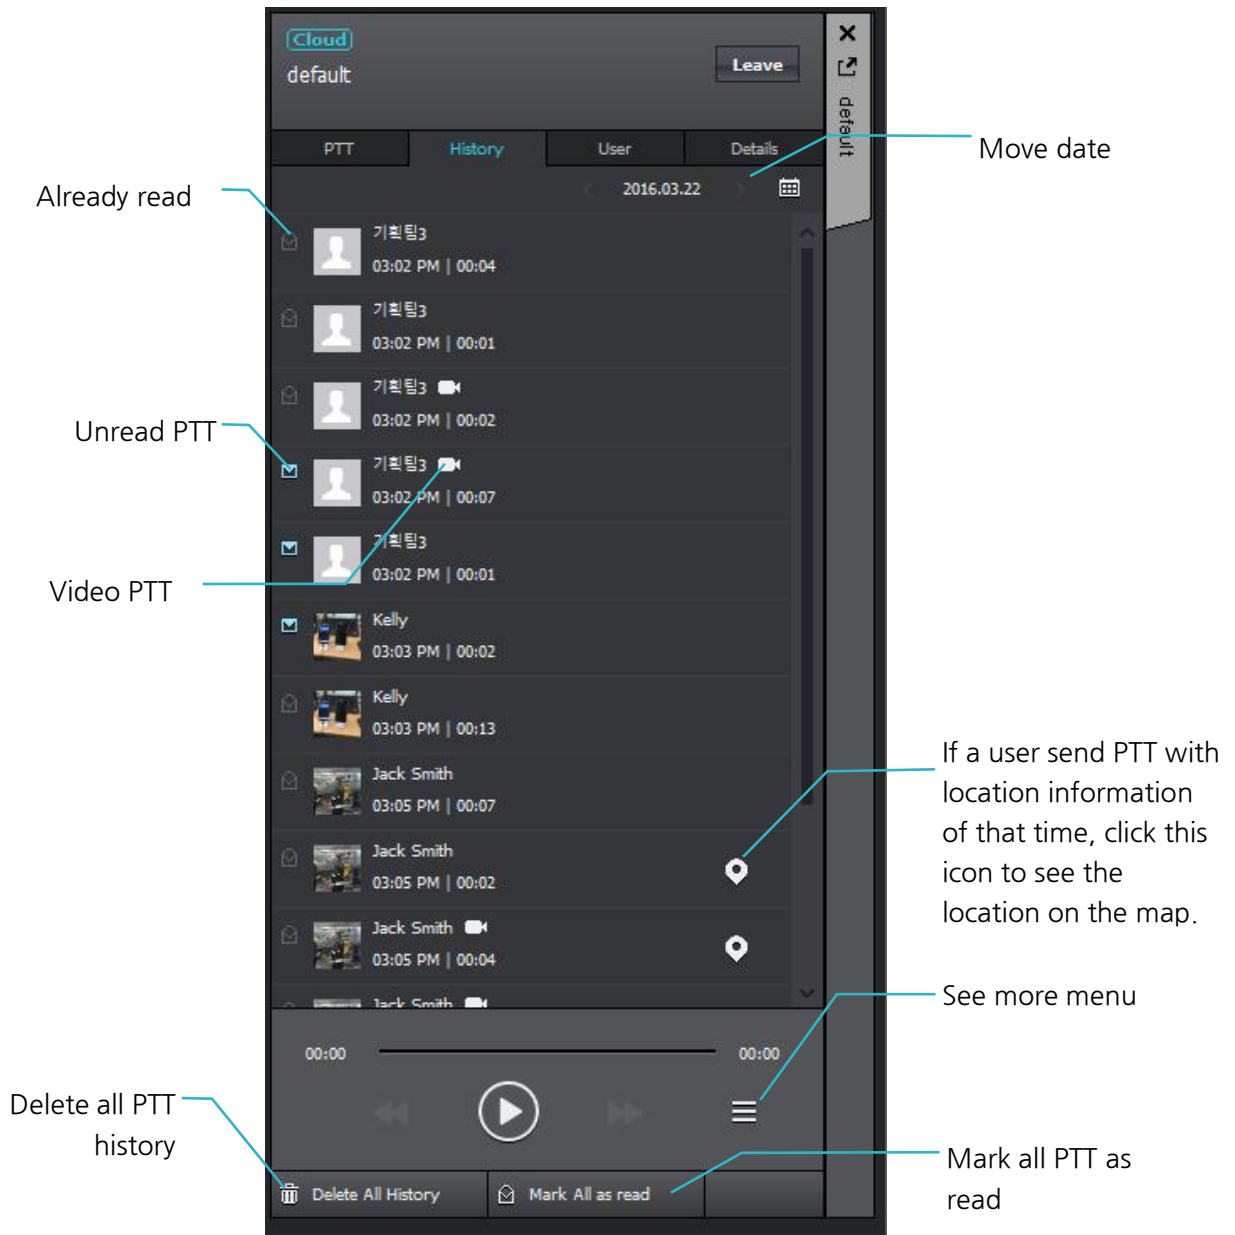 Cloud
default
Leave
default
PTT
History
User
Details
Move date
2016.03.22
Already read
기획팀3
03:02 PM | 00:04
기획팀3
03:02 PM | 00:01
기획팀3
03:02 PM | 00:02
Unread PTT
기획팀3
03:02 PM | 00:07
기획팀3
03:02 PM | 00:01
Video PTT
Kelly
03:03 PM | 00:02
Kelly
03:03 PM | 00:13
Jack Smith
03:05 PM | 00:07
If a user send PTT with
location information
of that time, click this
icon to see the
location on the map.
Jack Smith
03:05 PM | 00:02
Jack Smith
03:05 PM | 00:04
Jack Smith
See more menu
00:00
00:00
Delete all PTT
history
Mark all PTT as
read
Delete All History
Mark All as read